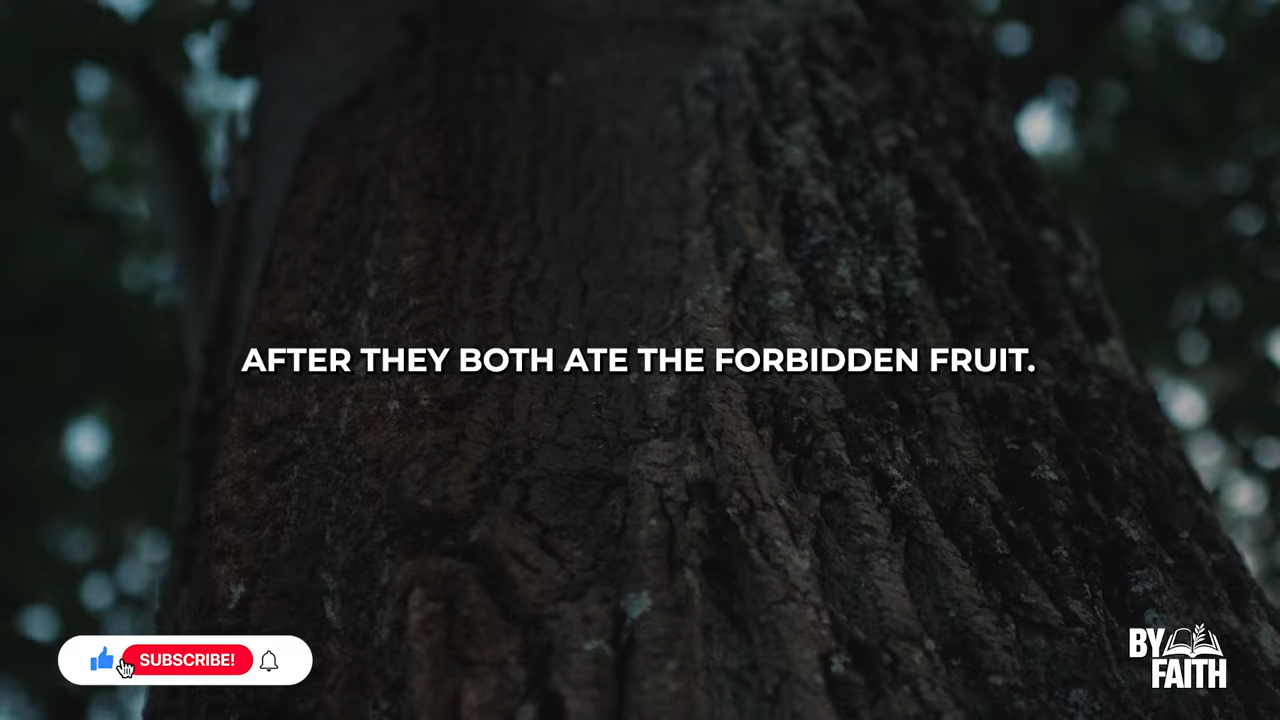 AFTER THEY BOTH ATE THE FORBIDDEN FRUIT.
SUBSCRIBE!
BY
FAITH